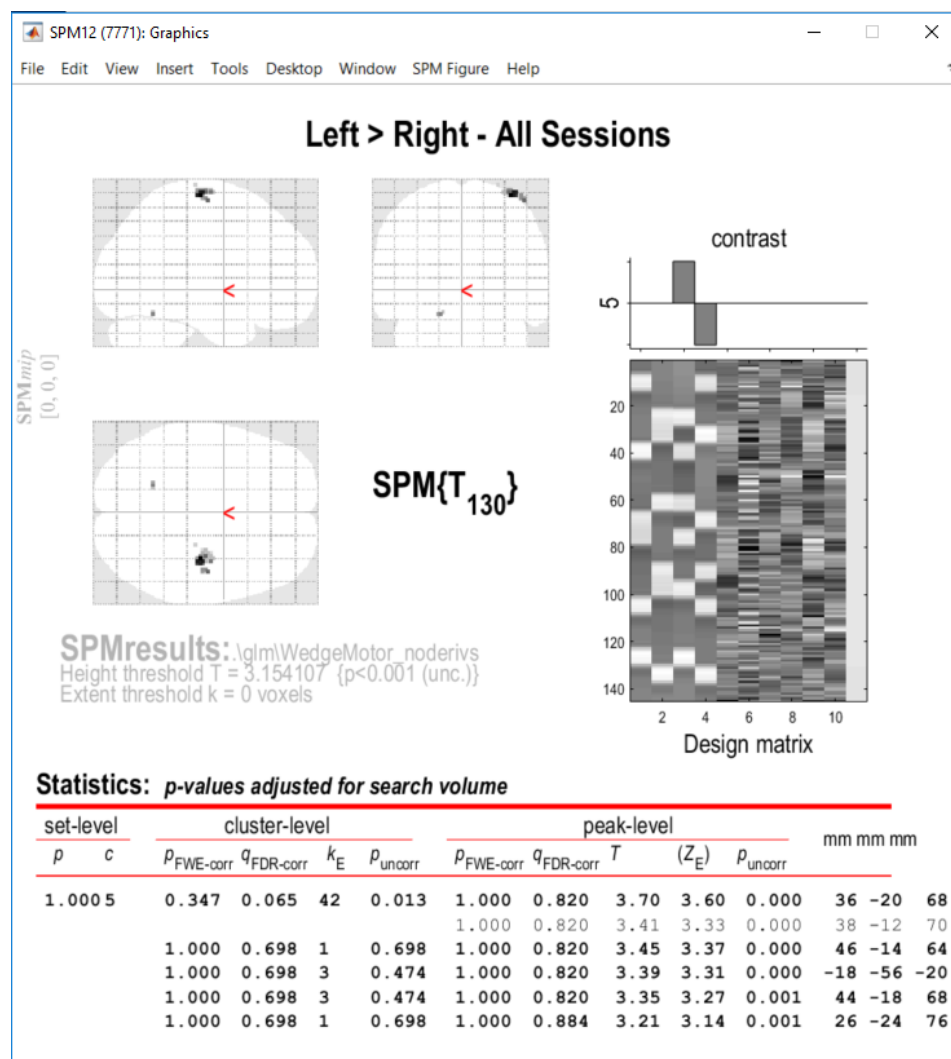 SPM12 (7771): Graphics
File Edit View Insert Tools Desktop Window SPM Figure Help
Left > Right - All Sessions
SPMmip
[0, 0, 0]
<
<
<
SPM{T130}
contrast
5
20
40
60
80
100
120
140
2 4 6 8 10
Design matrix
SPMresults: .\glm\WedgeMotor_noderivs
Height threshold T = 3.154107 {p<0.001 (unc.)}
Extent threshold k = 0 voxels
Statistics: p-values adjusted for search volume
set-level cluster-level peak-level mm mm mm
p c pFWE-corr qFDR-corr kE puncorr pFWE-corr qFDR-corr T (ZE) puncorr
1.000 5 0.347 0.065 42 0.013 1.000 0.820 3.70 3.60 0.000 36 -20 68
1.000 0.820 3.41 3.33 0.000 38 -12 70
1.000 0.698 1 0.698 1.000 0.820 3.45 3.37 0.000 46 -14 64
1.000 0.698 3 0.474 1.000 0.820 3.39 3.31 0.000 -18 -56 -20
1.000 0.698 3 0.474 1.000 0.820 3.35 3.27 0.001 44 -18 68
1.000 0.698 1 0.698 1.000 0.884 3.21 3.14 0.001 26 -24 76